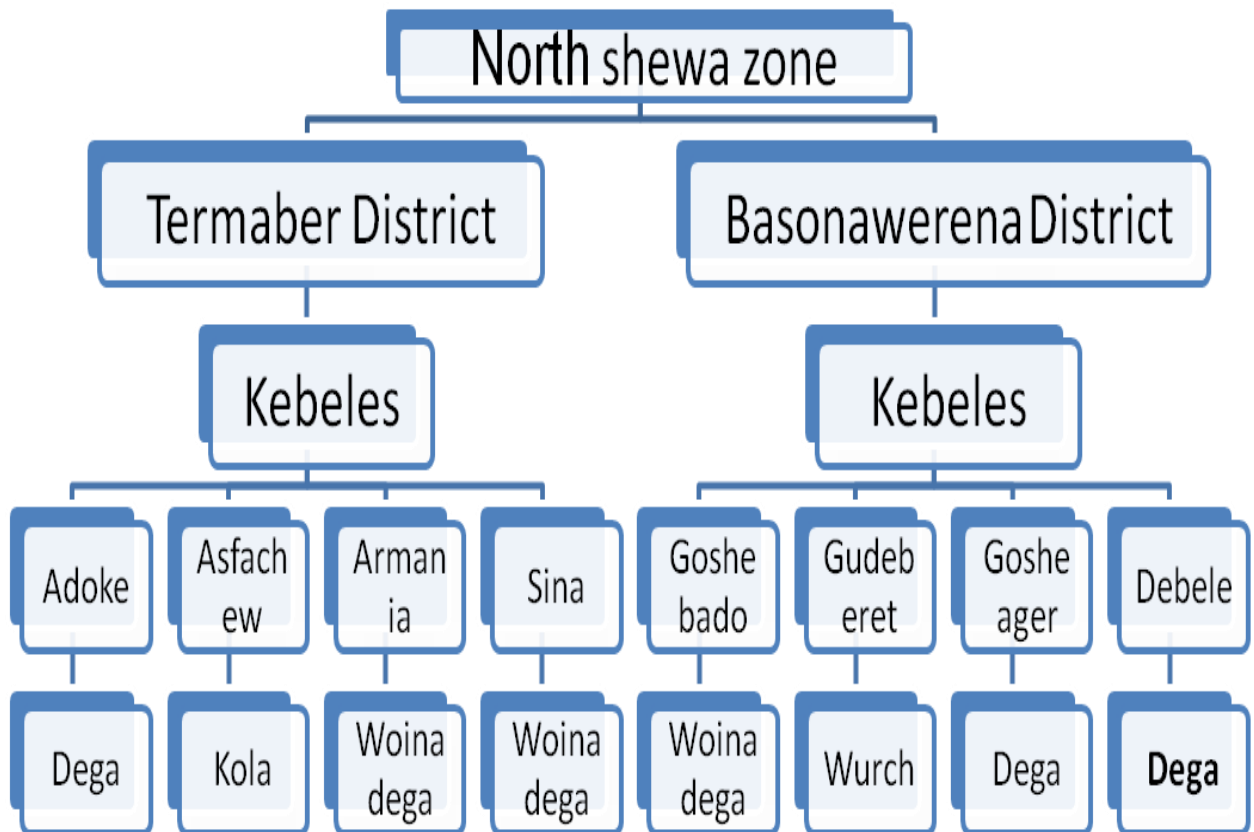 North shewa zone
Termaber District
Basonawerena District
Kebeles
Kebeles
Adoke
Asfach
ew
Arman
ia
Sina
Goshe
bado
Gudeb
eret
Goshe
ager
Debele
Dega
Kola
Woina
dega
Woina
dega
Woina
dega
Wurch
Dega
Dega